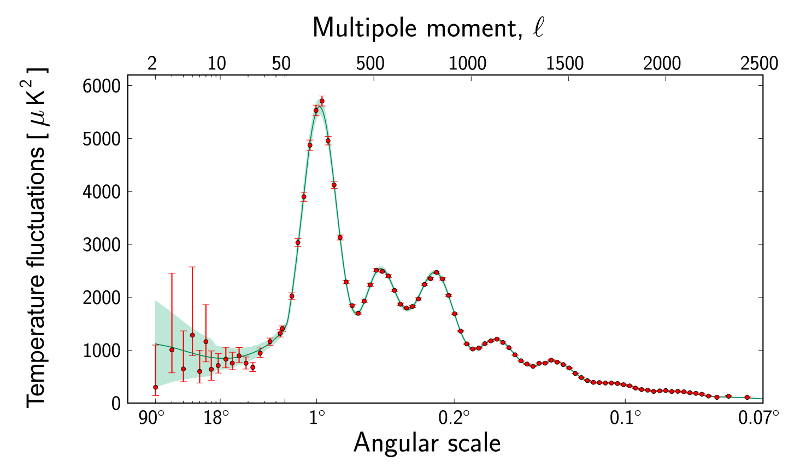 Multipole moment, ℓ
2 10 50 500 1000 1500 2000 2500
Temperature fluctuations [ μ K² ]
6000
5000
4000
3000
2000
1000
0
90° 18° 1° 0.2° 0.1° 0.07°
Angular scale